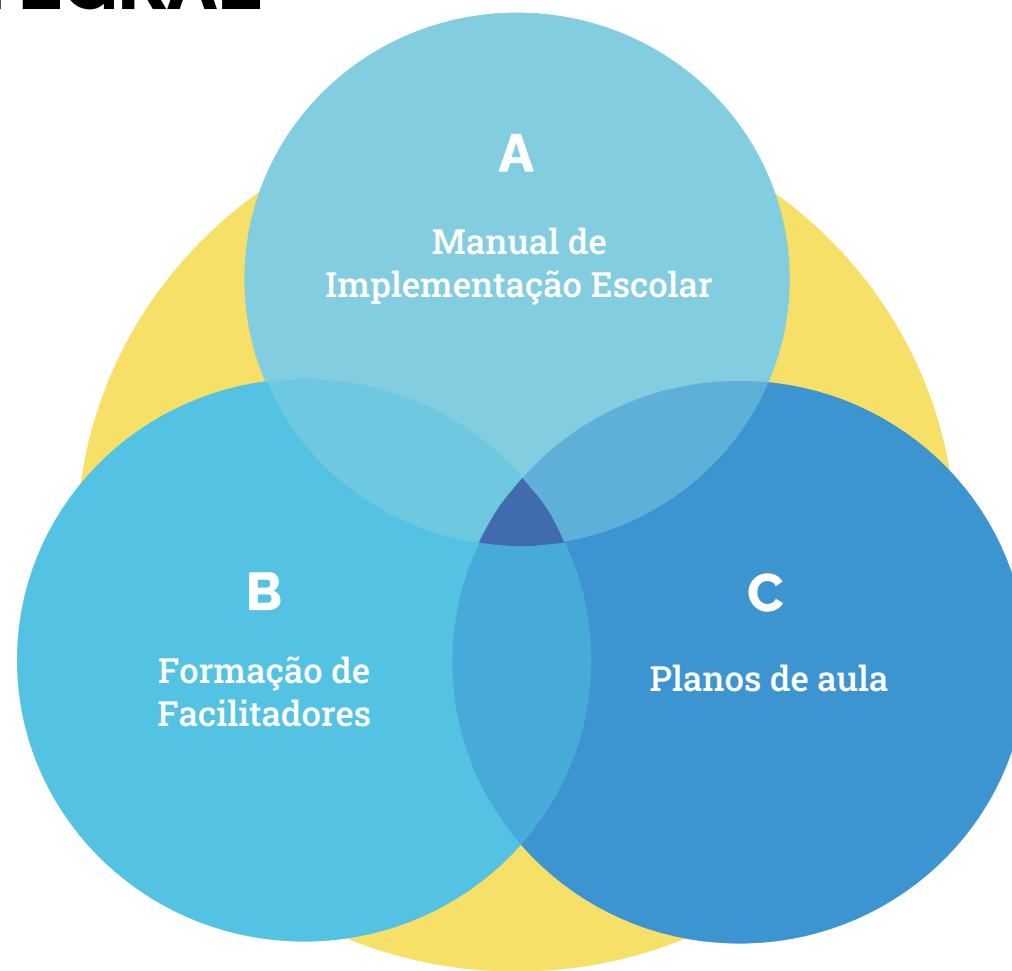 A
Manual de
Implementação Escolar
B
Formação de
Facilitadores
C
Planos de aula